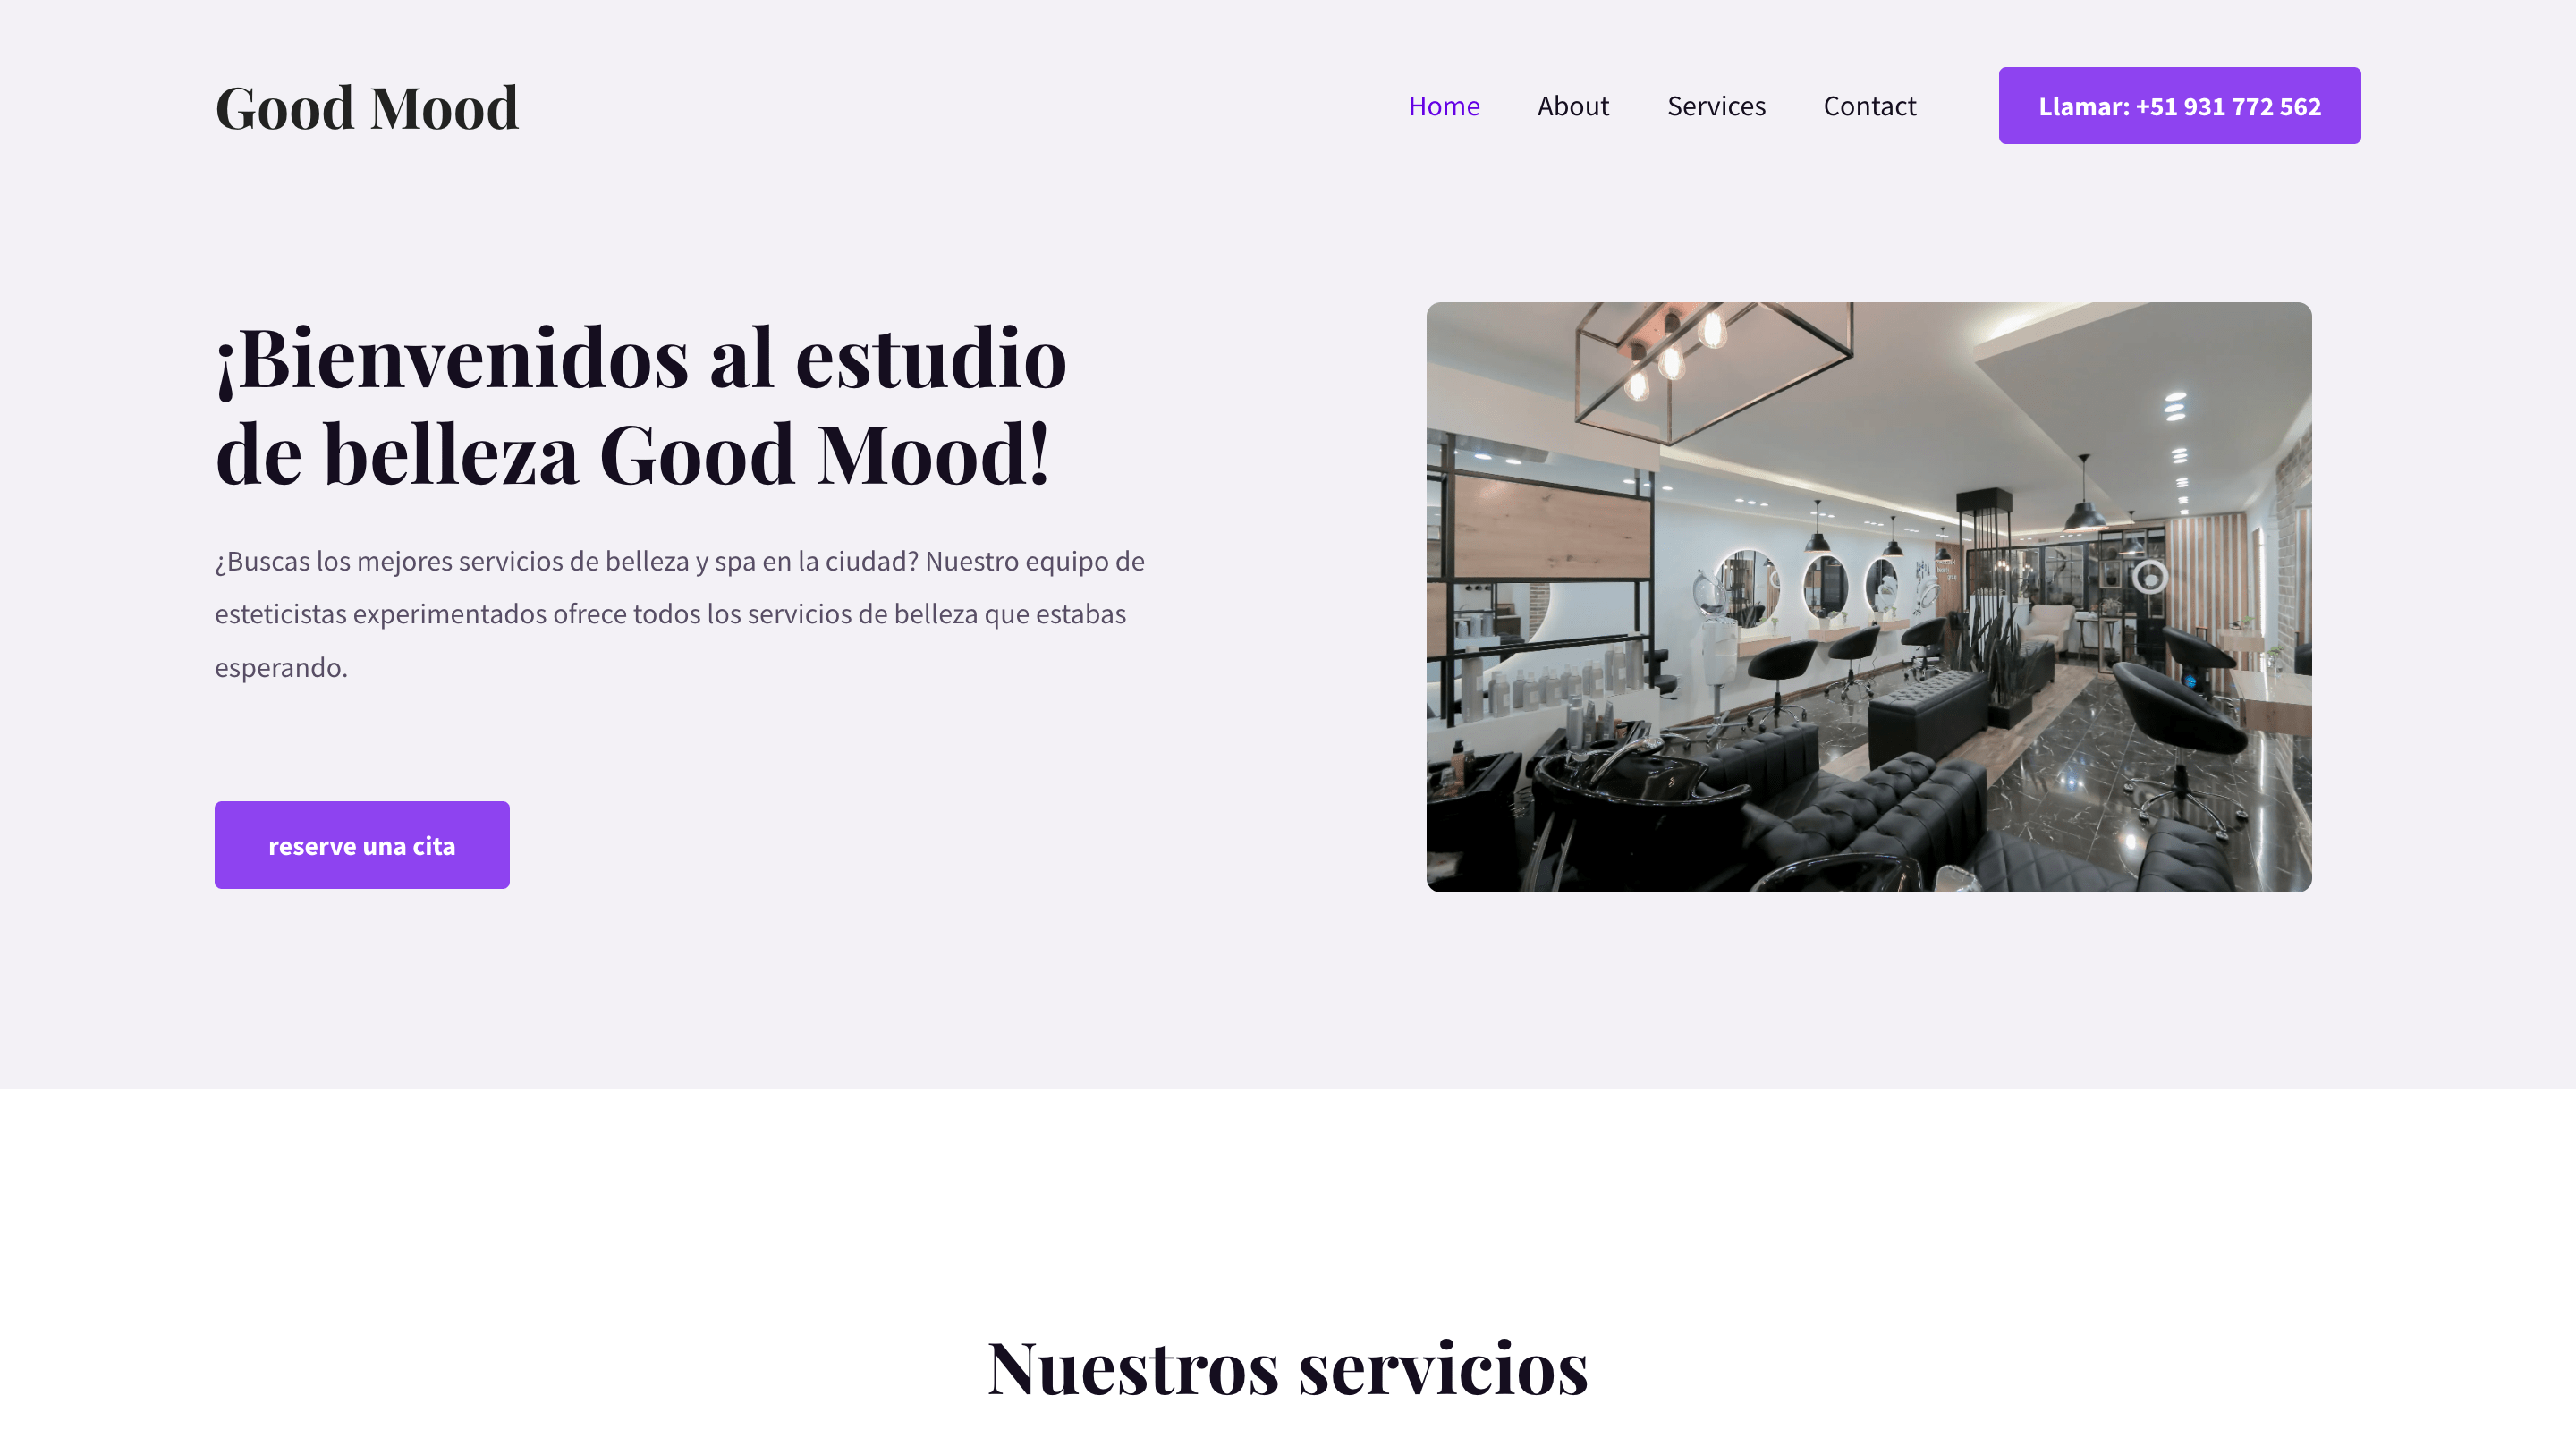 Good Mood
Home
About
Services
Contact
Llamar: +51 931 772 562
¡Bienvenidos al estudio
de belleza Good Mood!
¿Buscas los mejores servicios de belleza y spa en la ciudad? Nuestro equipo de
esteticistas experimentados ofrece todos los servicios de belleza que estabas
esperando.
reserve una cita
Nuestros servicios